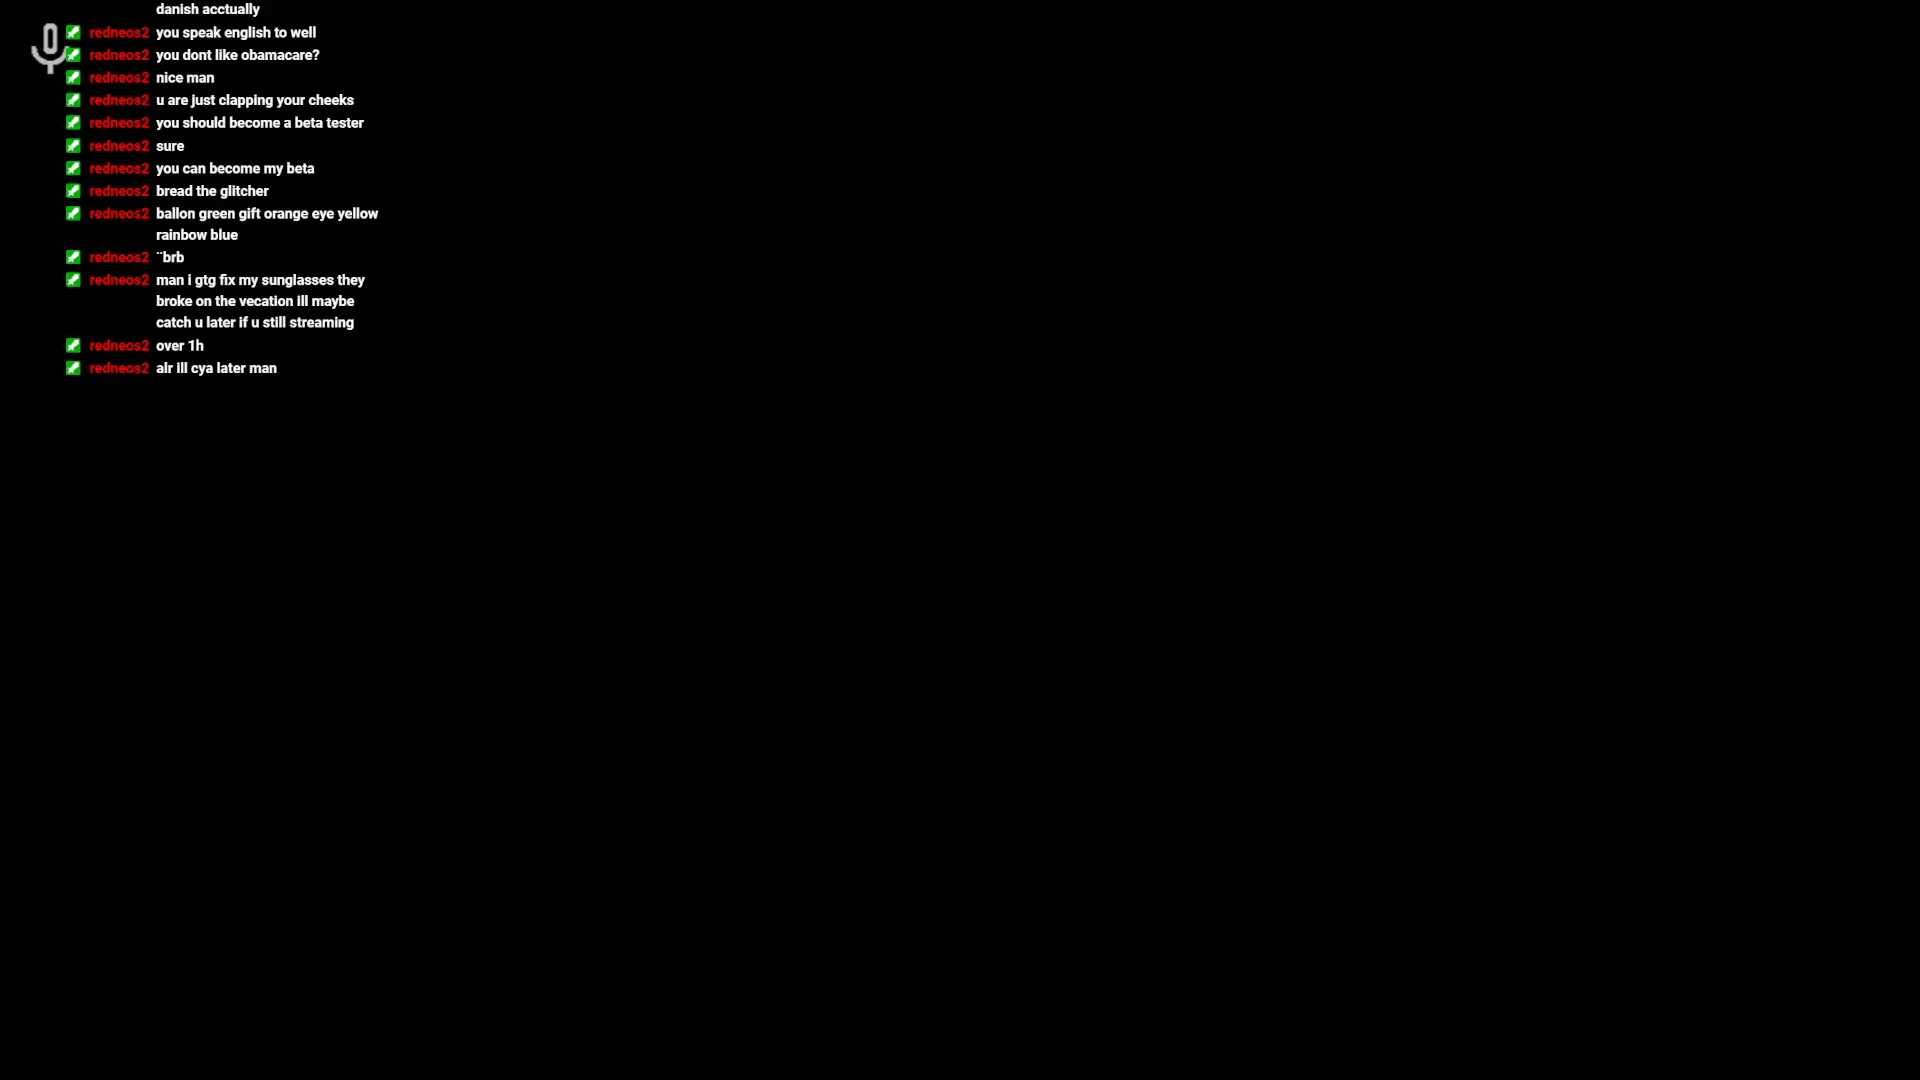 danish acctually
redneos2 you speak english to well
redneos2 you dont like obamacare?
redneos2 nice man
redneos2 u are just clapping your cheeks
redneos2 you should become a beta tester
redneos2 sure
redneos2 you can become my beta
redneos2 bread the glitcher
redneos2 ballon green gift orange eye yellow
rainbow blue
redneos2 ¨brb
redneos2 man i gtg fix my sunglasses they
broke on the vecation ill maybe
catch u later if u still streaming
redneos2 over 1h
redneos2 alr ill cya later man